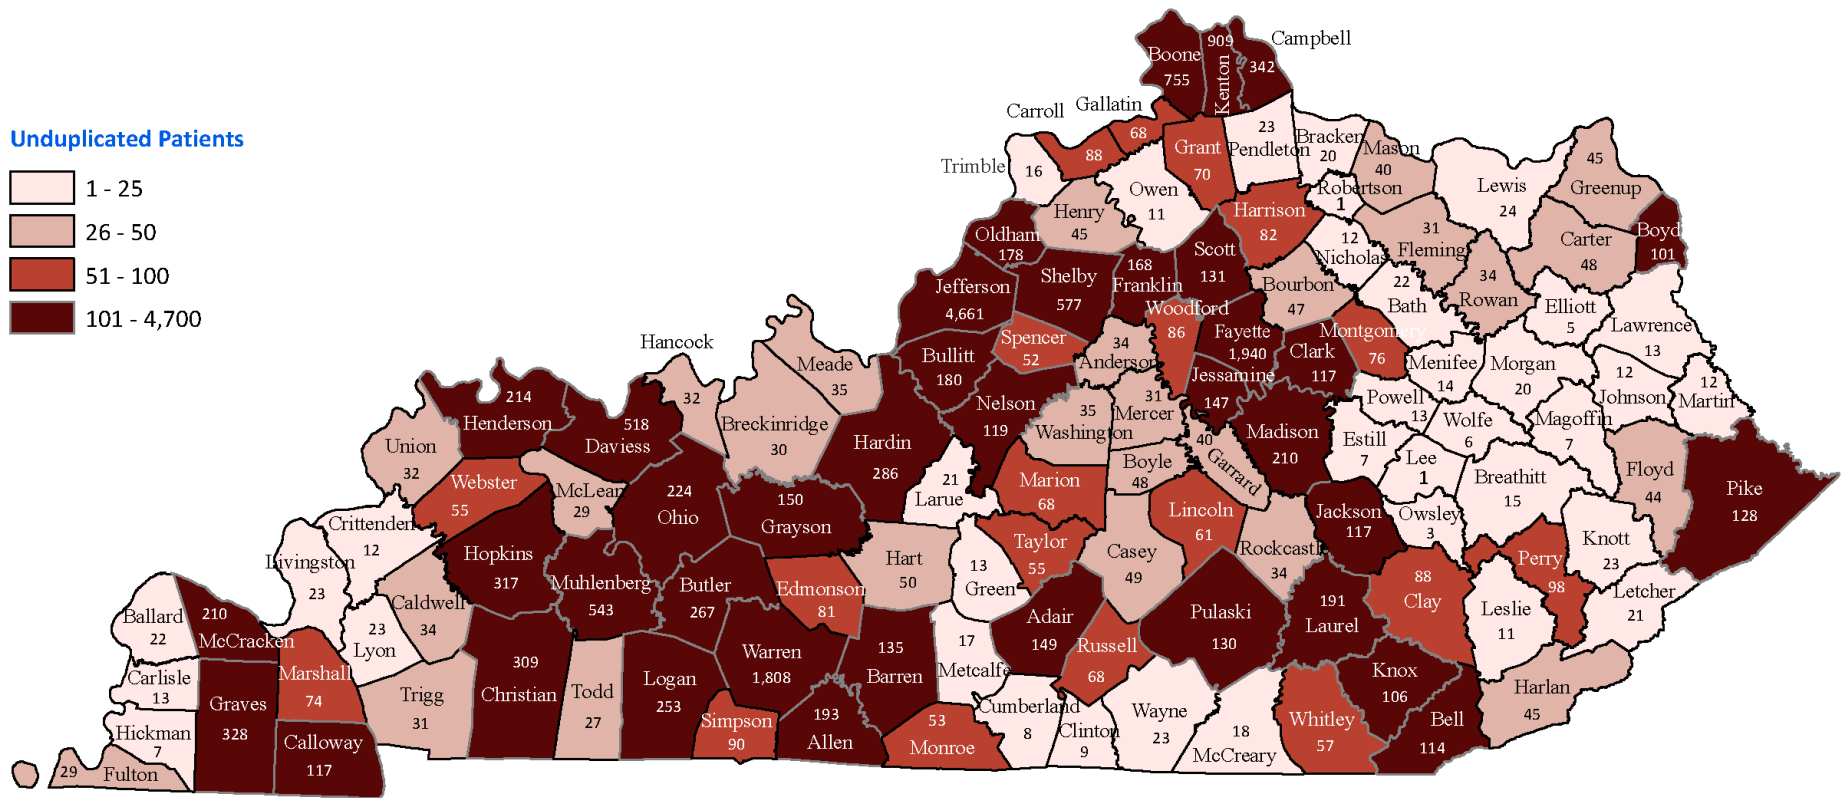 Unduplicated Patients
1 - 25
26 - 50
51 - 100
101 - 4,700
Boone
755
909
Kenton
Campbell
342
Carroll
88
Gallatin
68
Grant
70
23
Pendleton
Bracken
20
Mason
40
Trimble
16
Owen
11
Robertson
1
Lewis
24
45
Greenup
Henry
45
Harrison
82
Oldham
178
Scott
131
12
Nicholas
31
Fleming
Carter
48
Boyd
101
Jefferson
4,661
Shelby
577
168
Franklin
Woodford
86
Bourbon
47
22
Bath
34
Rowan
Elliott
5
Lawrence
13
Spencer
52
34
Anderson
Fayette
1,940
Clark
117
Montgomery
76
Menifee
14
Morgan
20
12
Johnson
12
Martin
Hancock
32
Meade
35
Bullitt
180
Jessamine
147
Powell
13
Wolfe
6
Magoffin
7
214
Henderson
518
Daviess
Breckinridge
30
Nelson
119
35
Washington
31
Mercer
40
Garrard
Madison
210
Estill
7
Lee
1
Breathitt
15
Floyd
44
Pike
128
Union
32
Webster
55
McLean
29
224
Ohio
150
Grayson
Hardin
286
21
Larue
Marion
68
Boyle
48
Lincoln
61
Rockcastle
34
Jackson
117
Owsley
3
Perry
98
Knott
23
Crittenden
12
Livingston
23
Hopkins
317
Muhlenberg
543
Butler
267
Edmonson
81
Hart
50
13
Green
Taylor
55
Casey
49
Pulaski
130
191
Laurel
88
Clay
Leslie
11
Letcher
21
Ballard
22
210
McCracken
23
Lyon
Caldwell
34
Warren
1,808
135
Barren
17
Metcalfe
Adair
149
Russell
68
Knox
106
Harlan
45
Carlisle
13
Graves
328
Marshall
74
Trigg
31
309
Christian
Todd
27
Logan
253
Simpson
90
193
Allen
53
Monroe
Cumberland
8
Clinton
9
Wayne
23
18
McCreary
Whitley
57
Bell
114
Hickman
7
Calloway
117
29
Fulton